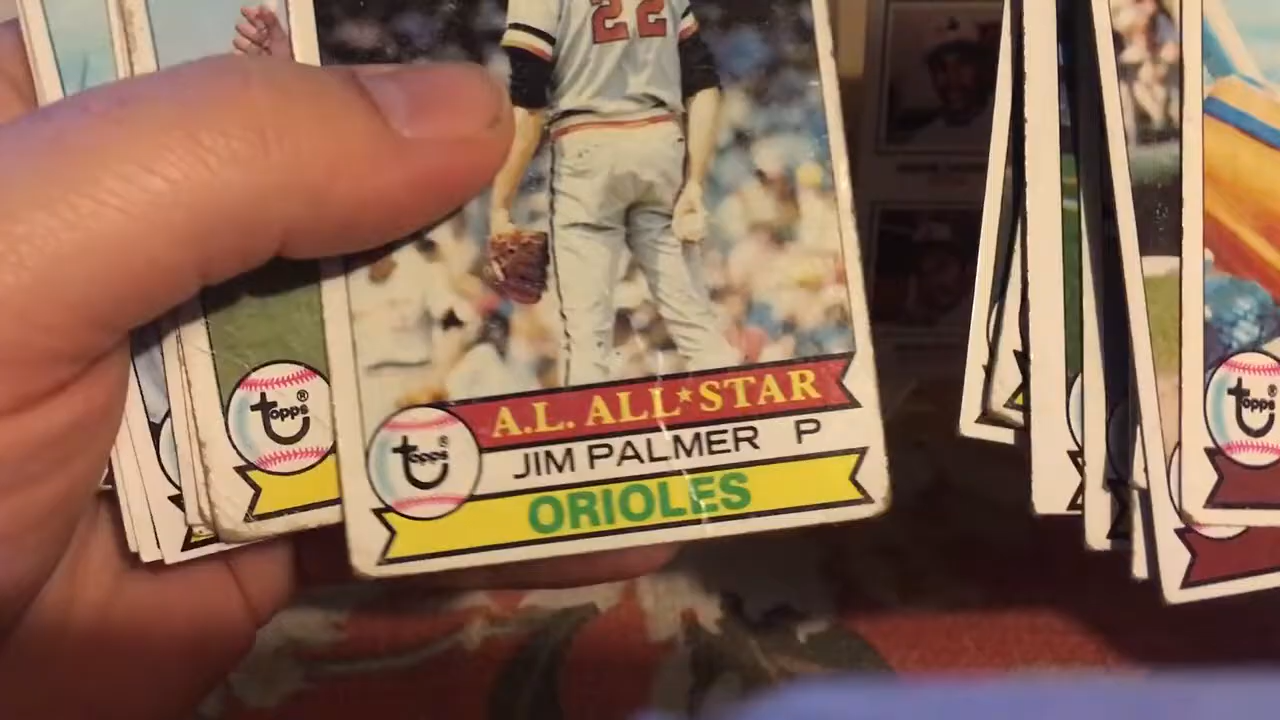 22
A.L. ALL★STAR
JIM PALMER P
ORIOLES
topps®
topps®
topps®